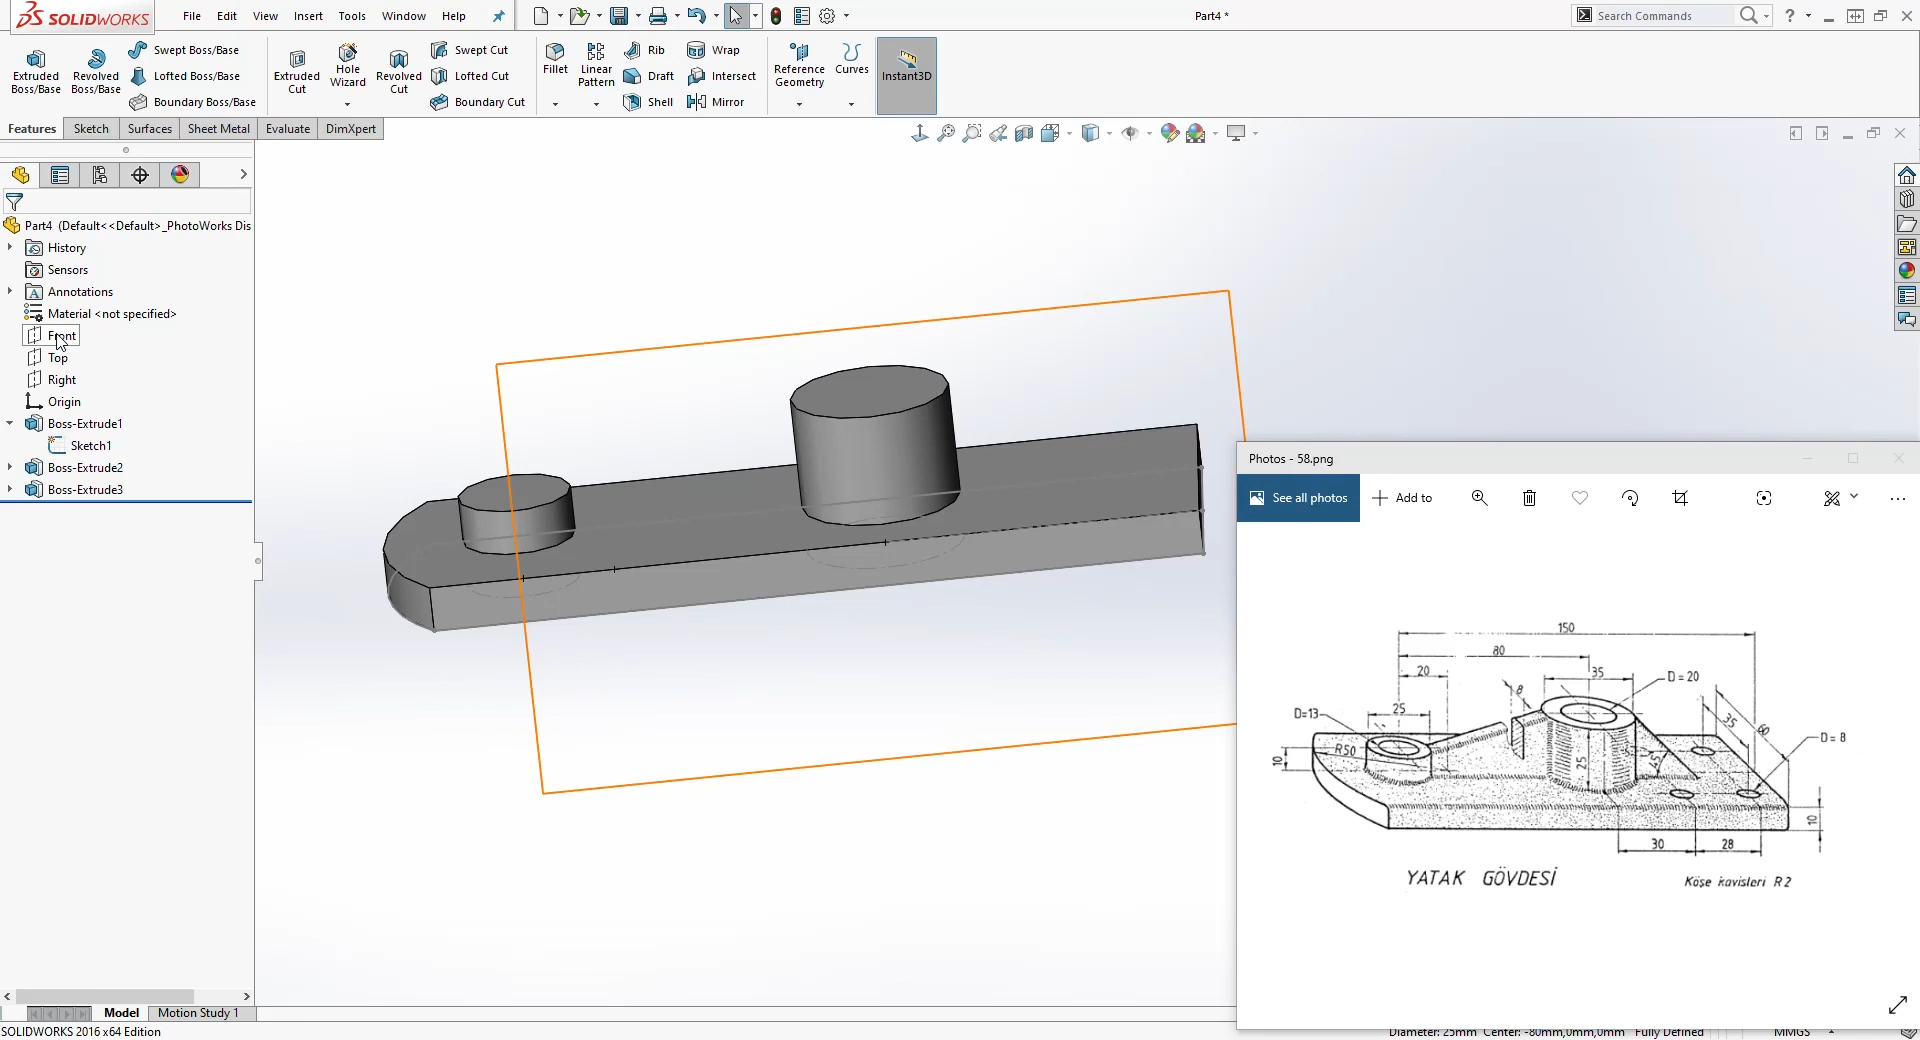 SOLIDWORKS
File Edit View Insert Tools Window Help
Part4 *
Search Commands
Extruded Boss/Base
Revolved Boss/Base
Swept Boss/Base
Lofted Boss/Base
Boundary Boss/Base
Extruded Cut
Hole Wizard
Revolved Cut
Swept Cut
Lofted Cut
Boundary Cut
Fillet
Linear Pattern
Rib
Draft
Shell
Wrap
Intersect
Mirror
Reference Geometry
Curves
Instant3D
Features Sketch Surfaces Sheet Metal Evaluate DimXpert
Part4 (Default<<Default>_PhotoWorks Dis
History
Sensors
Annotations
Material <not specified>
Front
Top
Right
Origin
Boss-Extrude1
Sketch1
Boss-Extrude2
Boss-Extrude3
Photos - 58.png
See all photos
Add to
150
80
20
35
D=20
8
25
D=13
35
60
D=8
R50
10
25
45
10
30
28
YATAK GÖVDESİ
Köşe kavisleri R2
Model Motion Study 1
SOLIDWORKS 2016 x64 Edition
Diameter: 25mm Center: -80mm,0mm,0mm Fully Defined
MMGS